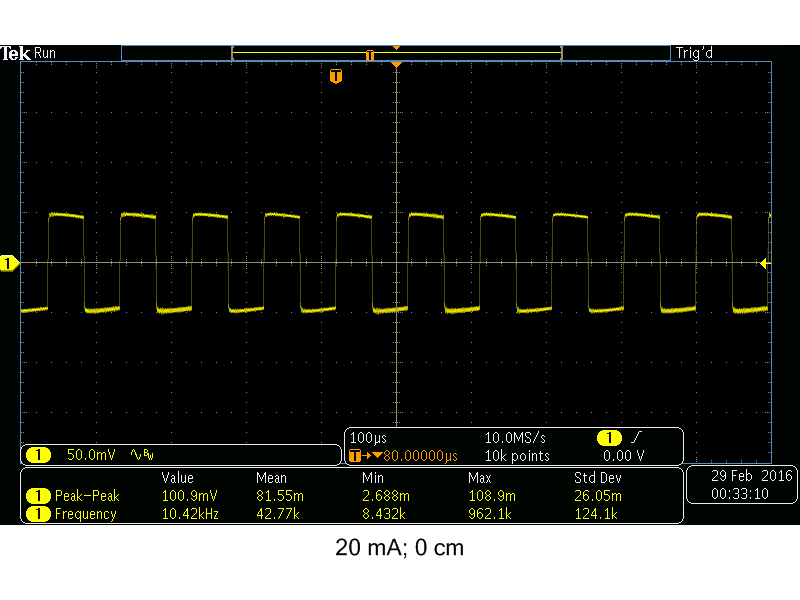 Tek Run Trig'd
T
T
1
100µs 10.0MS/s 1
1 50.0mV BW T→▼80.00000µs 10k points 0.00 V
Value Mean Min Max Std Dev
1 Peak-Peak 100.9mV 81.55m 2.688m 108.9m 26.05m
1 Frequency 10.42kHz 42.77k 8.432k 962.1k 124.1k
29 Feb 2016
00:33:10
20 mA; 0 cm